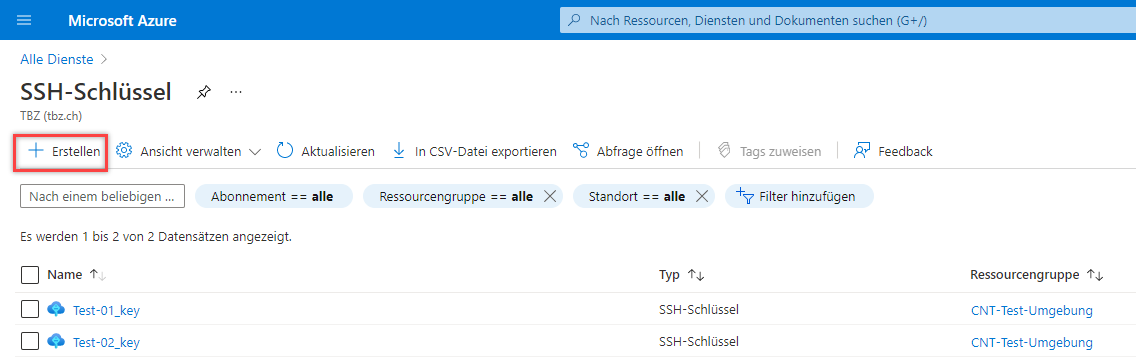 Microsoft Azure
Nach Ressourcen, Diensten und Dokumenten suchen (G+/)
Alle Dienste >
SSH-Schlüssel ...
TBZ (tbz.ch)
+ Erstellen Ansicht verwalten Aktualisieren In CSV-Datei exportieren Abfrage öffnen Tags zuweisen Feedback
Nach einem beliebigen ... Abonnement == alle Ressourcengruppe == alle Standort == alle Filter hinzufügen
Es werden 1 bis 2 von 2 Datensätzen angezeigt.
Name Typ Ressourcengruppe
Test-01_key SSH-Schlüssel CNT-Test-Umgebung
Test-02_key SSH-Schlüssel CNT-Test-Umgebung